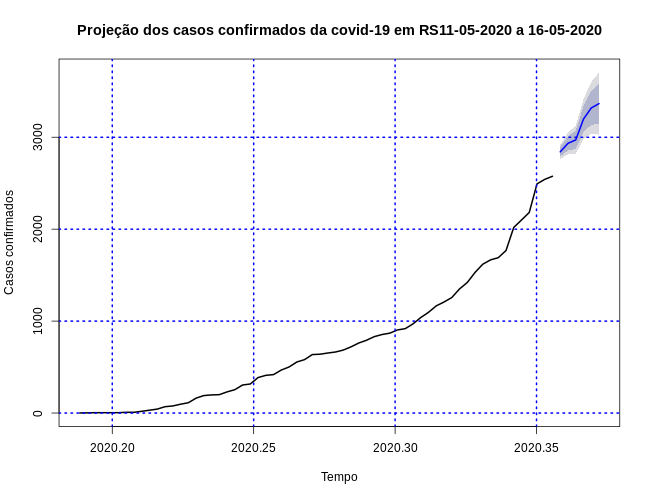 Projeção dos casos confirmados da covid-19 em RS11-05-2020 a 16-05-2020
Casos confirmados
3000
2000
1000
0
2020.20 2020.25 2020.30 2020.35
Tempo